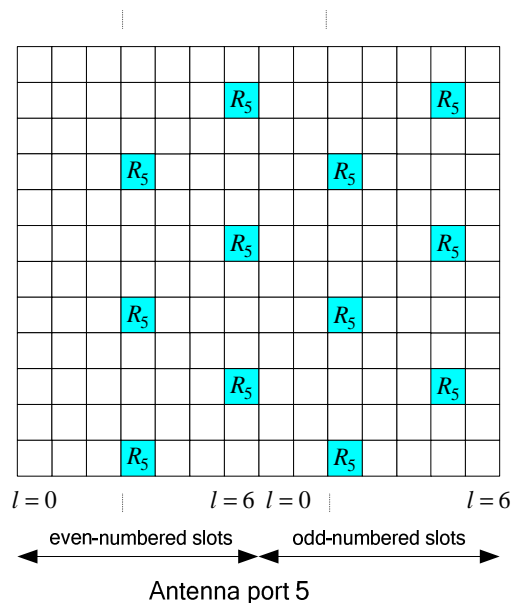 R5 R5
R5 R5
R5 R5
R5 R5
R5 R5
R5 R5
l = 0 l = 6 l = 0 l = 6
even-numbered slots odd-numbered slots
Antenna port 5